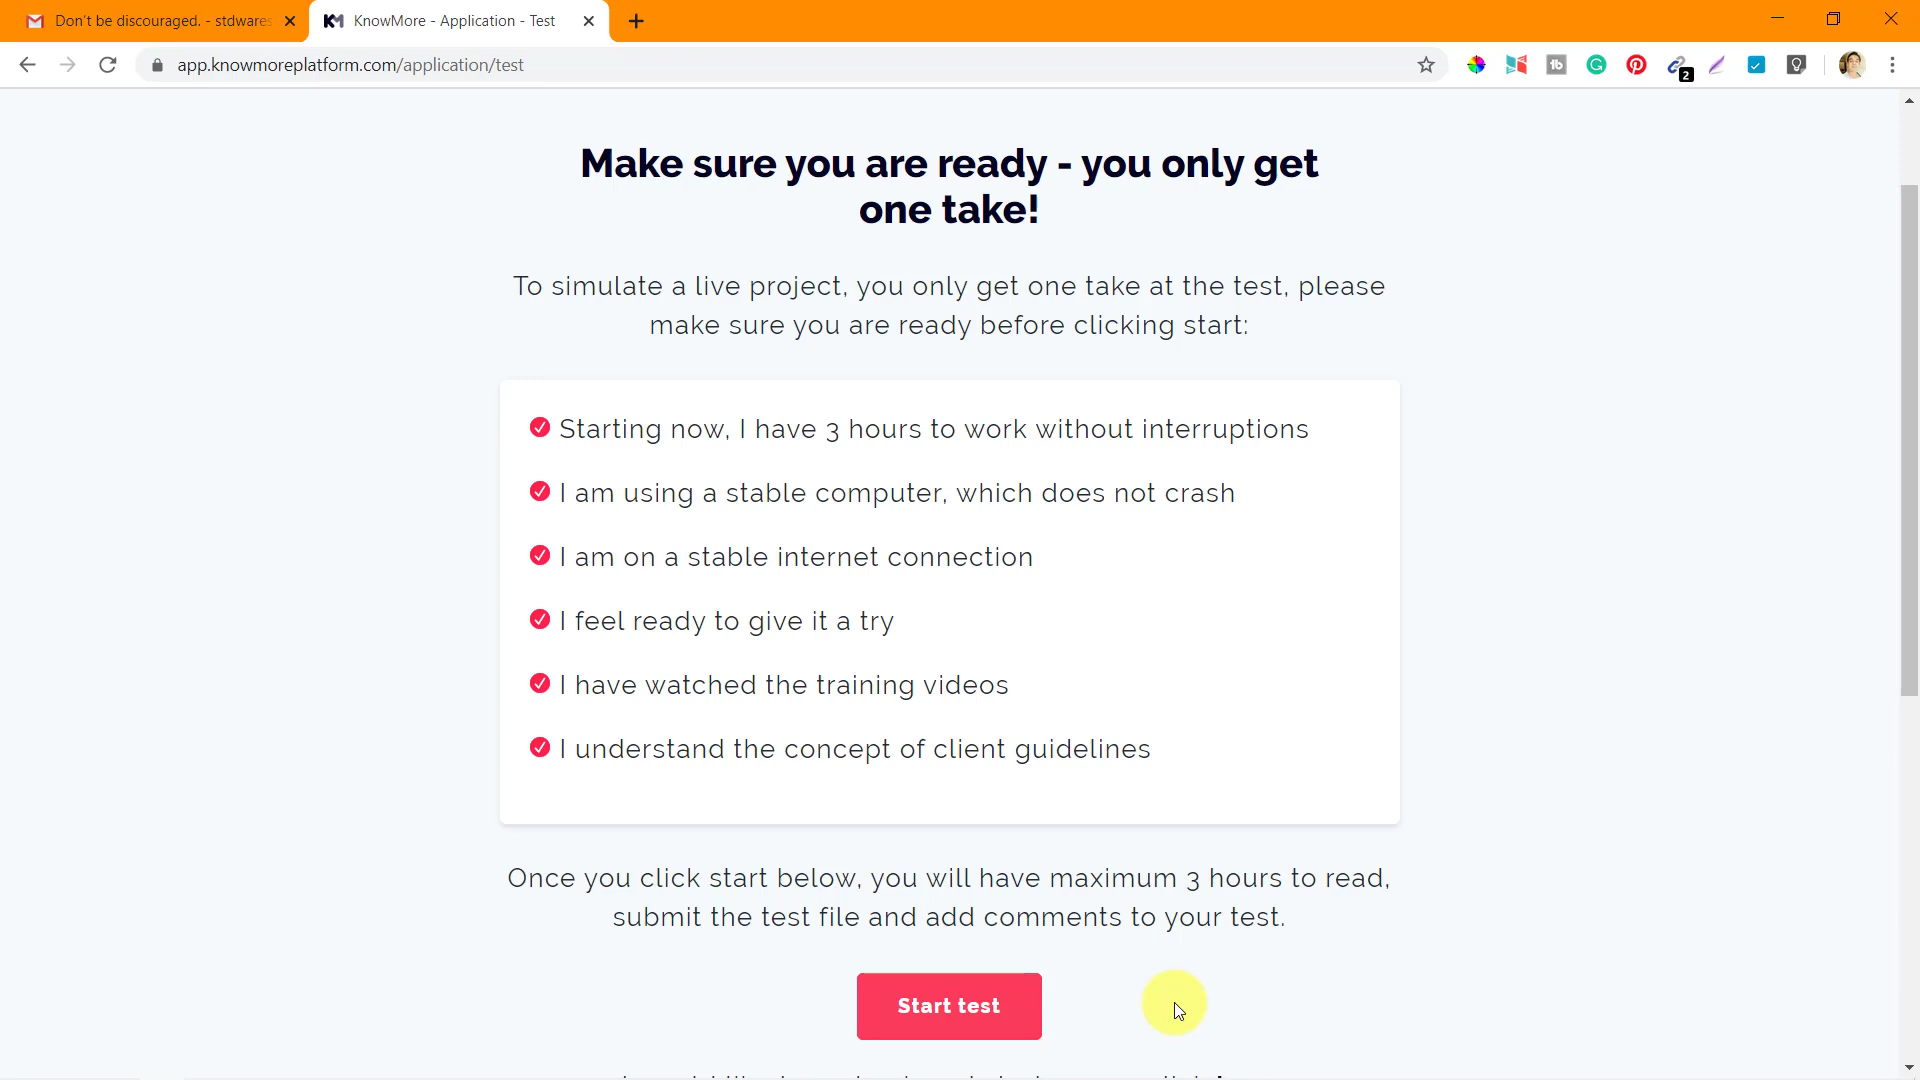 Don't be discouraged. - stdwares
KM KnowMore - Application - Test
app.knowmoreplatform.com/application/test
tb
G
2
Make sure you are ready - you only get
one take!
To simulate a live project, you only get one take at the test, please
make sure you are ready before clicking start:
Starting now, I have 3 hours to work without interruptions
I am using a stable computer, which does not crash
I am on a stable internet connection
I feel ready to give it a try
I have watched the training videos
I understand the concept of client guidelines
Once you click start below, you will have maximum 3 hours to read,
submit the test file and add comments to your test.
Start test